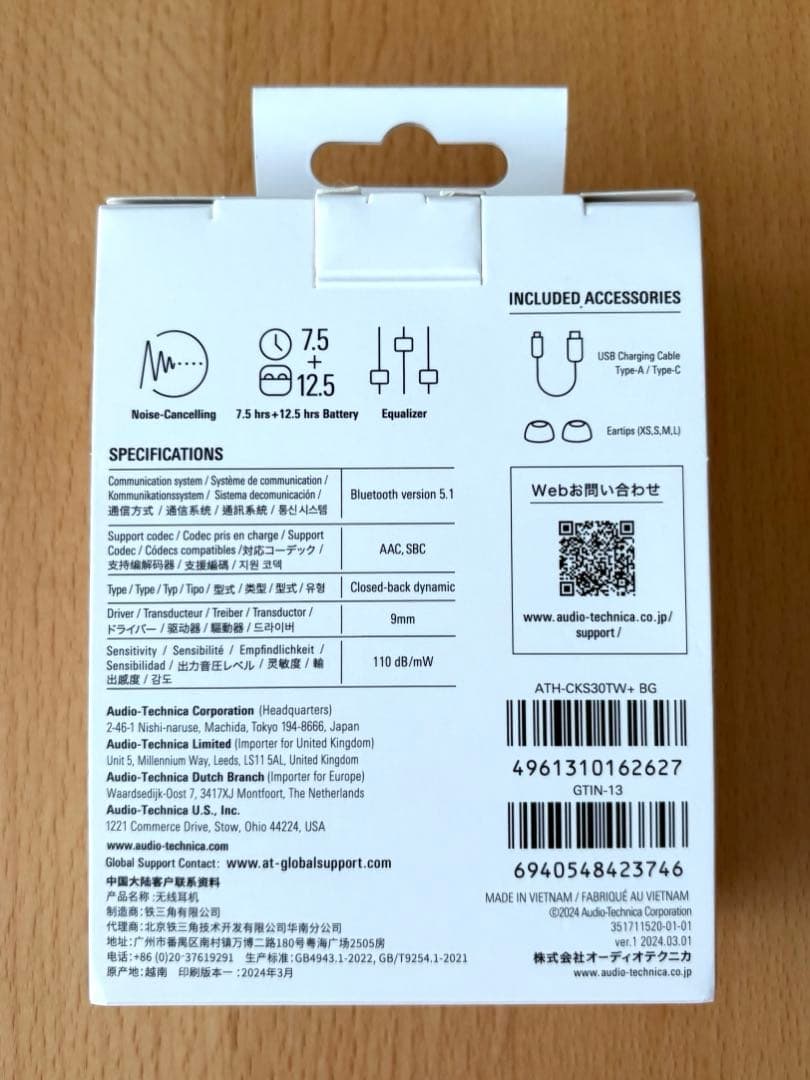 7.5
+
12.5
Noise-Cancelling
7.5 hrs+12.5 hrs Battery
Equalizer
INCLUDED ACCESSORIES
USB Charging Cable
Type-A / Type-C
Eartips (XS,S,M,L)
SPECIFICATIONS
Communication system / Système de communication /
Kommunikationssystem / Sistema decomunicación /
通信方式 / 通信系统 / 通訊系統 / 통신 시스템
Bluetooth version 5.1
Support codec / Codec pris en charge / Support
Codec / Códecs compatibles /対応コーデック /
支持编解码器 / 支援編碼 / 지원 코덱
AAC, SBC
Type / Type / Typ / Tipo / 型式 / 类型 / 型式 / 유형
Closed-back dynamic
Driver / Transducteur / Treiber / Transductor /
ドライバー / 驱动器 / 驅動器 / 드라이버
9mm
Sensitivity / Sensibilité / Empfindlichkeit /
Sensibilidad / 出力音圧レベル / 灵敏度 / 輸
出感度 / 감도
110 dB/mW
Webお問い合わせ
www.audio-technica.co.jp/
support/
Audio-Technica Corporation (Headquarters)
2-46-1 Nishi-naruse, Machida, Tokyo 194-8666, Japan
Audio-Technica Limited (Importer for United Kingdom)
Unit 5, Millennium Way, Leeds, LS11 5AL, United Kingdom
Audio-Technica Dutch Branch (Importer for Europe)
Waardsedijk-Oost 7, 3417XJ Montfoort, The Netherlands
Audio-Technica U.S., Inc.
1221 Commerce Drive, Stow, Ohio 44224, USA
www.audio-technica.com
Global Support Contact: www.at-globalsupport.com
中国大陆客户联系资料
产品名称:无线耳机
制造商:铁三角有限公司
代理商:北京铁三角技术开发有限公司华南分公司
地址:广州市番禺区南村镇万博二路180号粤海广场2505房
电话:+86 (0)20-37619291 生产标准:GB4943.1-2022, GB/T9254.1-2021
原产地:越南 印刷版本一:2024年3月
ATH-CKS30TW+ BG
4961310162627
GTIN-13
6940548423746
MADE IN VIETNAM / FABRIQUÉ AU VIETNAM
©2024 Audio-Technica Corporation
351711520-01-01
ver.1 2024.03.01
株式会社オーディオテクニカ
www.audio-technica.co.jp